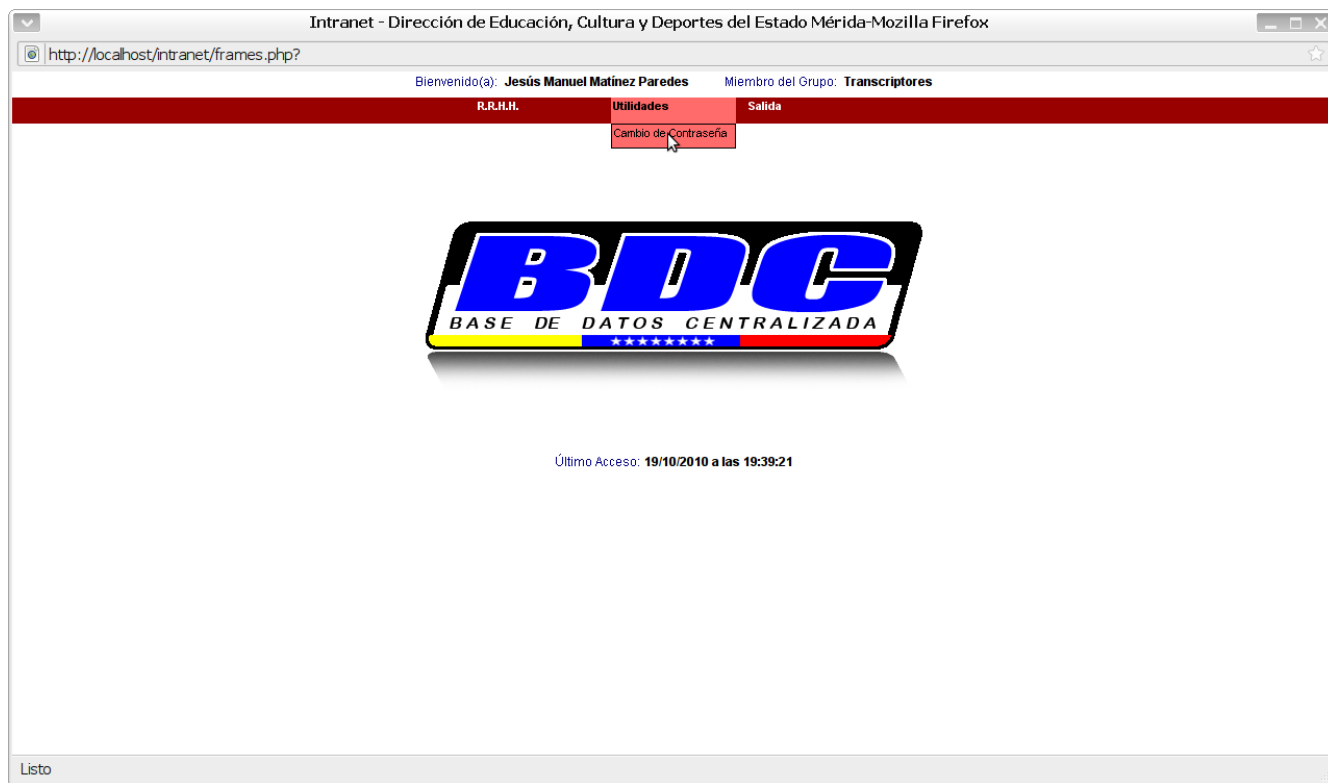 Intranet - Dirección de Educación, Cultura y Deportes del Estado Mérida-Mozilla Firefox
http://localhost/intranet/frames.php?
Bienvenido(a): Jesús Manuel Matínez Paredes Miembro del Grupo: Transcriptores
R.R.H.H. Utilidades Salida
Cambio de Contraseña
BDC
BASE DE DATOS CENTRALIZADA
Último Acceso: 19/10/2010 a las 19:39:21
Listo